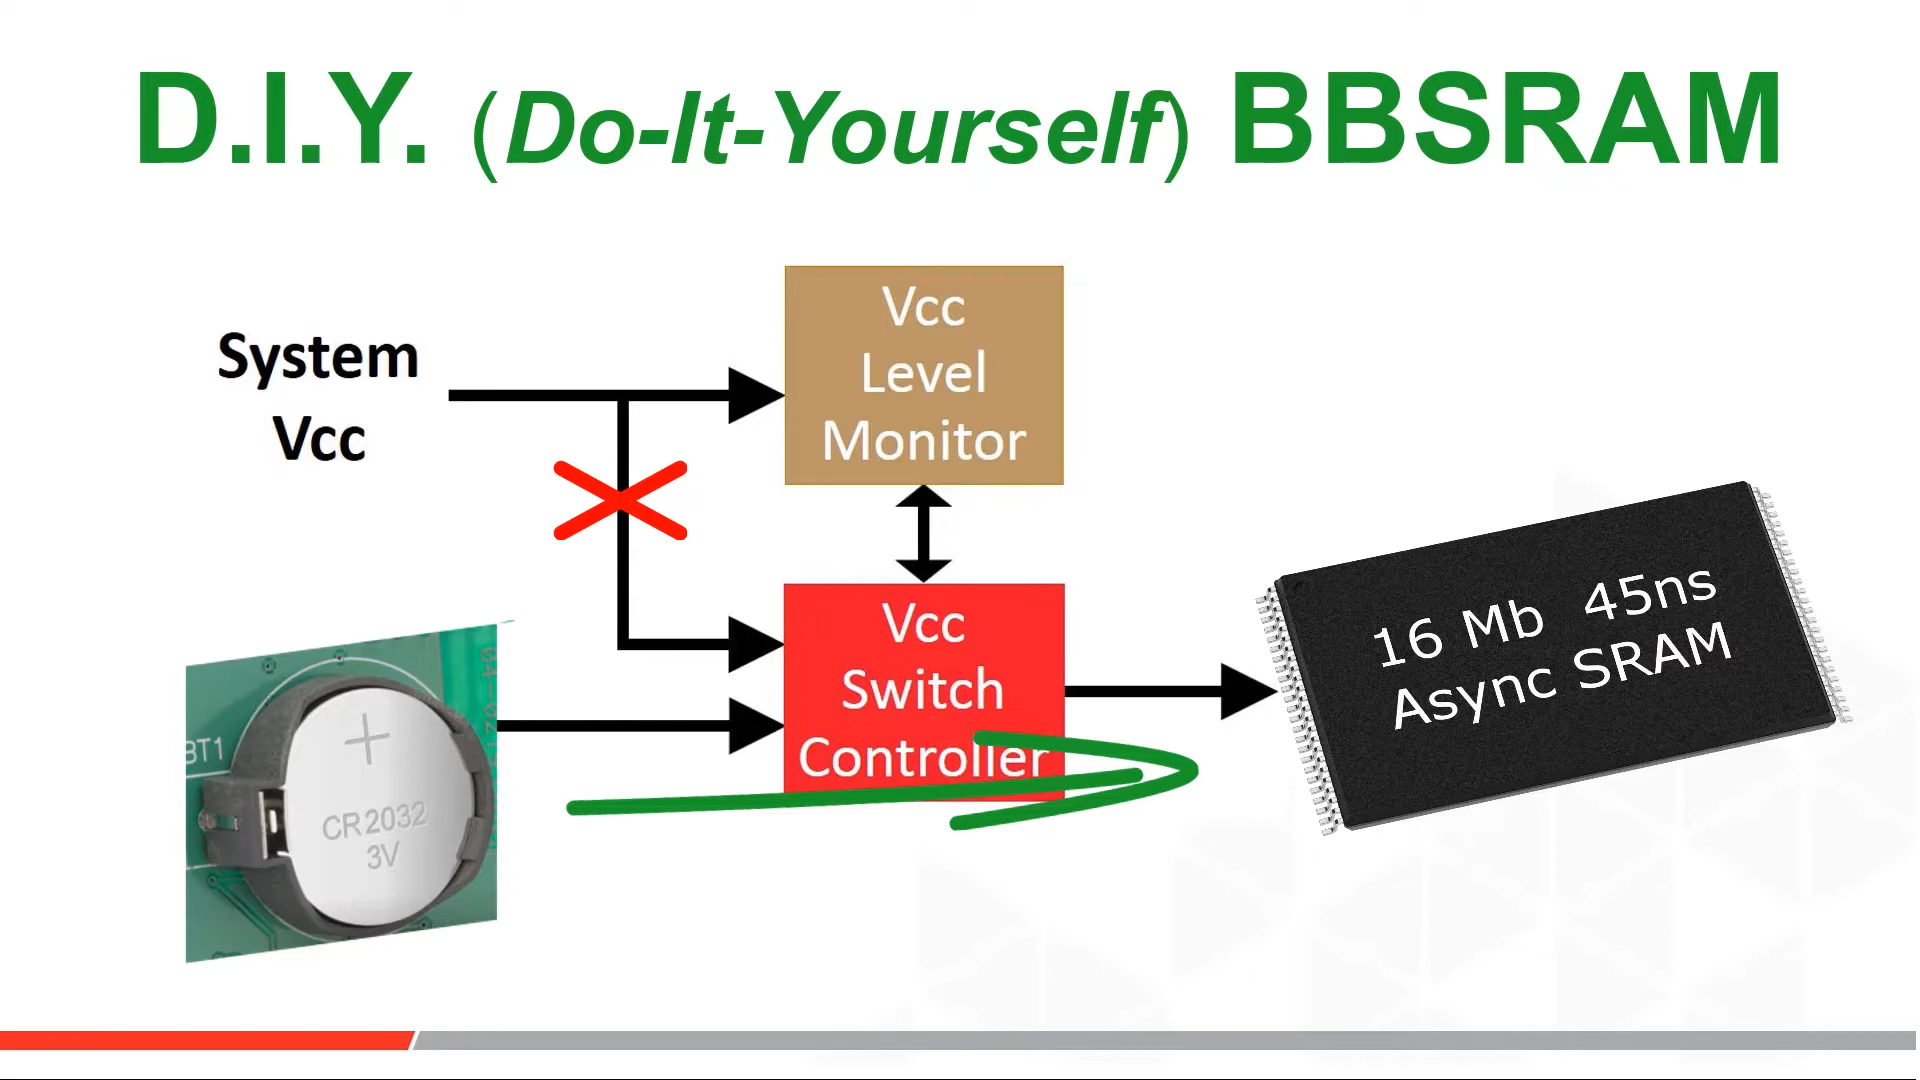 D.I.Y. (Do-It-Yourself) BBSRAM
System
Vcc
Vcc
Level
Monitor
Vcc
Switch
Controller
16 Mb 45ns
Async SRAM
BT1
CR2032
3V